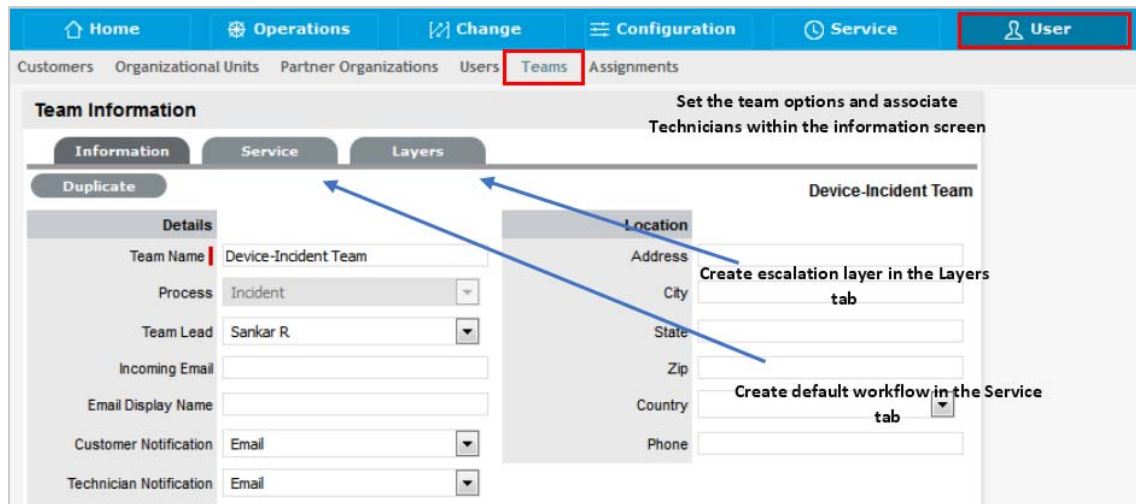 Home Operations Change Configuration Service User
Customers Organizational Units Partner Organizations Users Teams Assignments
Team Information
Set the team options and associate
Technicians within the information screen
Information Service Layers
Duplicate
Device-Incident Team
Details
Location
Team Name Device-Incident Team
Address
Create escalation layer in the Layers
tab
Process Incident
City
Team Lead Sankar R
State
Incoming Email
Zip
Create default workflow in the Service
tab
Email Display Name
Country
Customer Notification Email
Phone
Technician Notification Email